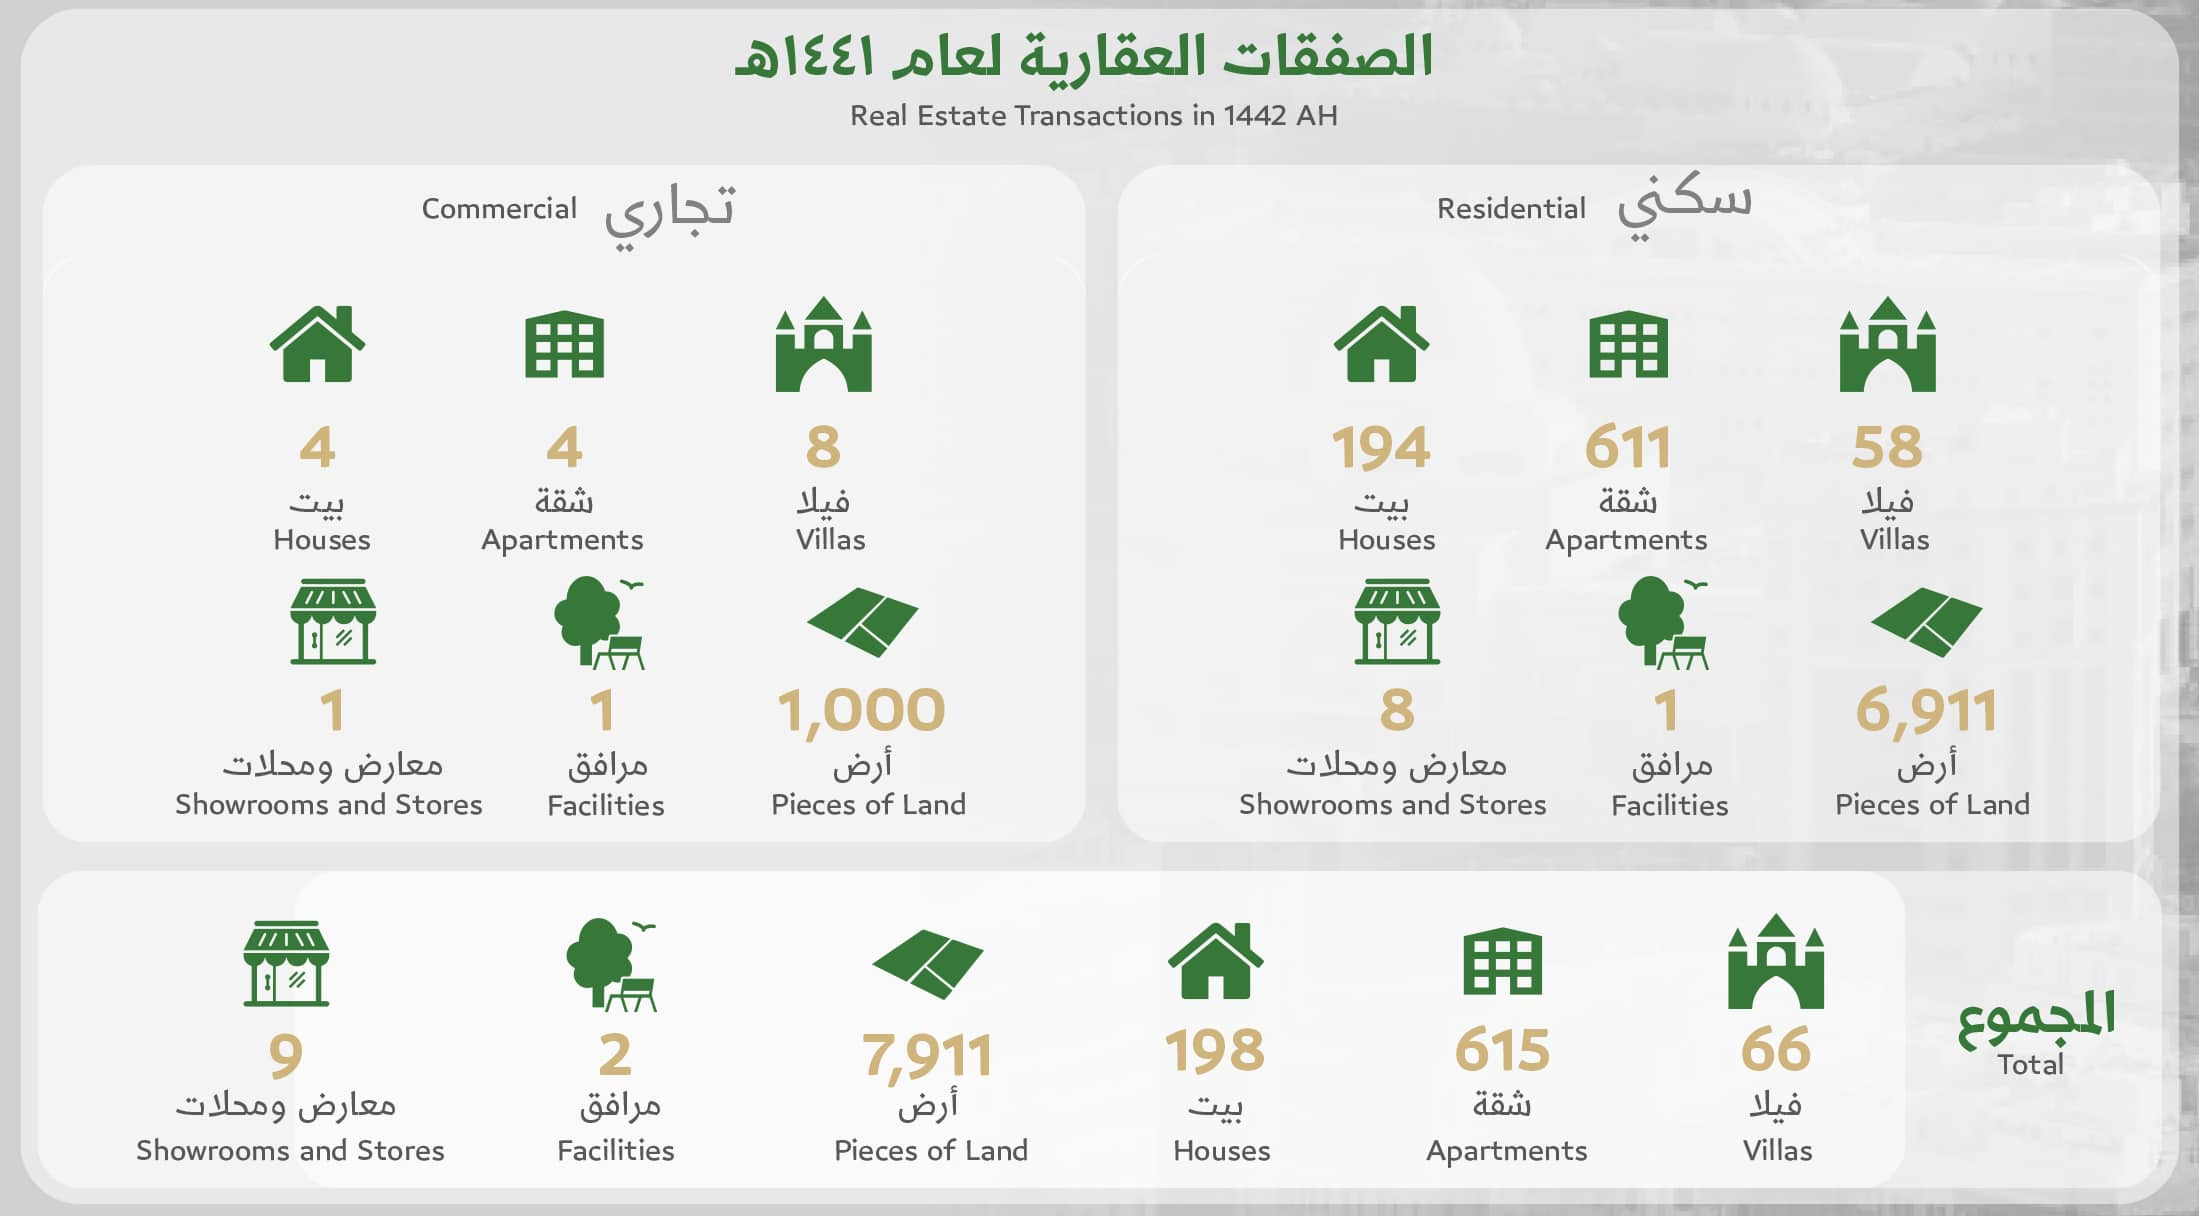 الصفقات العقارية لعام ١٤٤١هـ
Real Estate Transactions in 1442 AH
سكني Residential
58
فيلا
Villas
611
شقة
Apartments
194
بيت
Houses
6,911
أرض
Pieces of Land
1
مرافق
Facilities
8
معارض ومحلات
Showrooms and Stores
تجاري Commercial
8
فيلا
Villas
4
شقة
Apartments
4
بيت
Houses
1,000
أرض
Pieces of Land
1
مرافق
Facilities
1
معارض ومحلات
Showrooms and Stores
المجموع
Total
66
فيلا
Villas
615
شقة
Apartments
198
بيت
Houses
7,911
أرض
Pieces of Land
2
مرافق
Facilities
9
معارض ومحلات
Showrooms and Stores